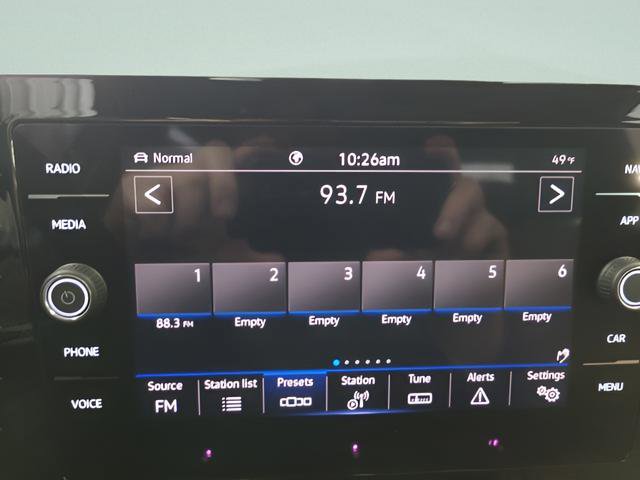 RADIO
MEDIA
PHONE
VOICE
Normal
10:26am
49°F
93.7 FM
1 2 3 4 5 6
88.3 FM Empty Empty Empty Empty Empty
Source Station list Presets Station Tune Alerts Settings
FM
NAV
APP
CAR
MENU